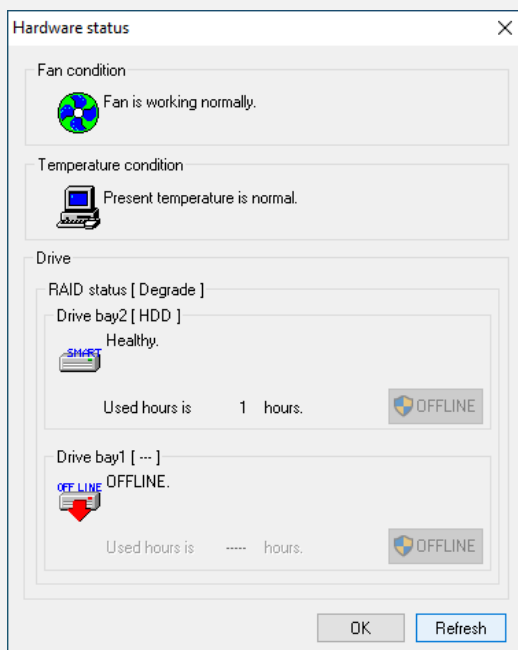 Hardware status
Fan condition
Fan is working normally.
Temperature condition
Present temperature is normal.
Drive
RAID status [ Degrade ]
Drive bay2 [ HDD ]
SMART
Healthy.
Used hours is 1 hours.
OFFLINE
Drive bay1 [ --- ]
OFF LINE
OFFLINE.
Used hours is ----- hours.
OFFLINE
OK
Refresh